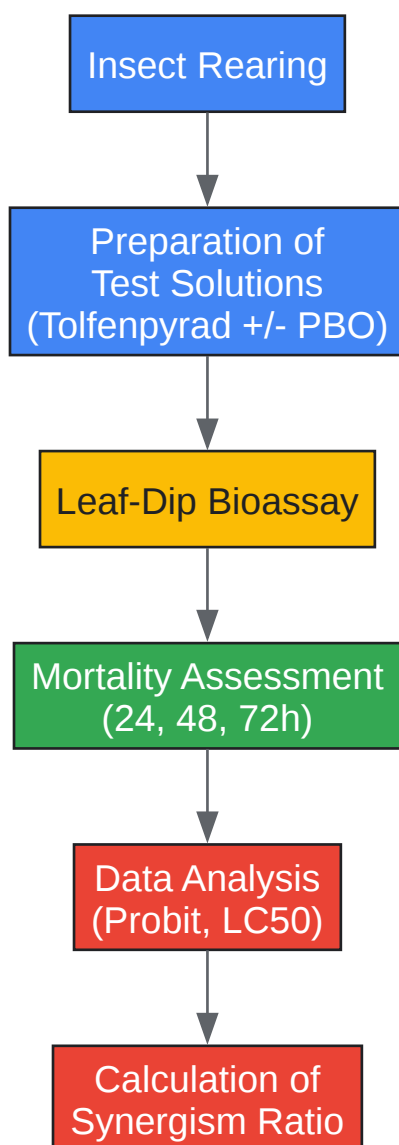 Insect Rearing
Preparation of
Test Solutions
(Tolfenpyrad +/- PBO)
Leaf-Dip Bioassay
Mortality Assessment
(24, 48, 72h)
Data Analysis
(Probit, LC50)
Calculation of
Synergism Ratio